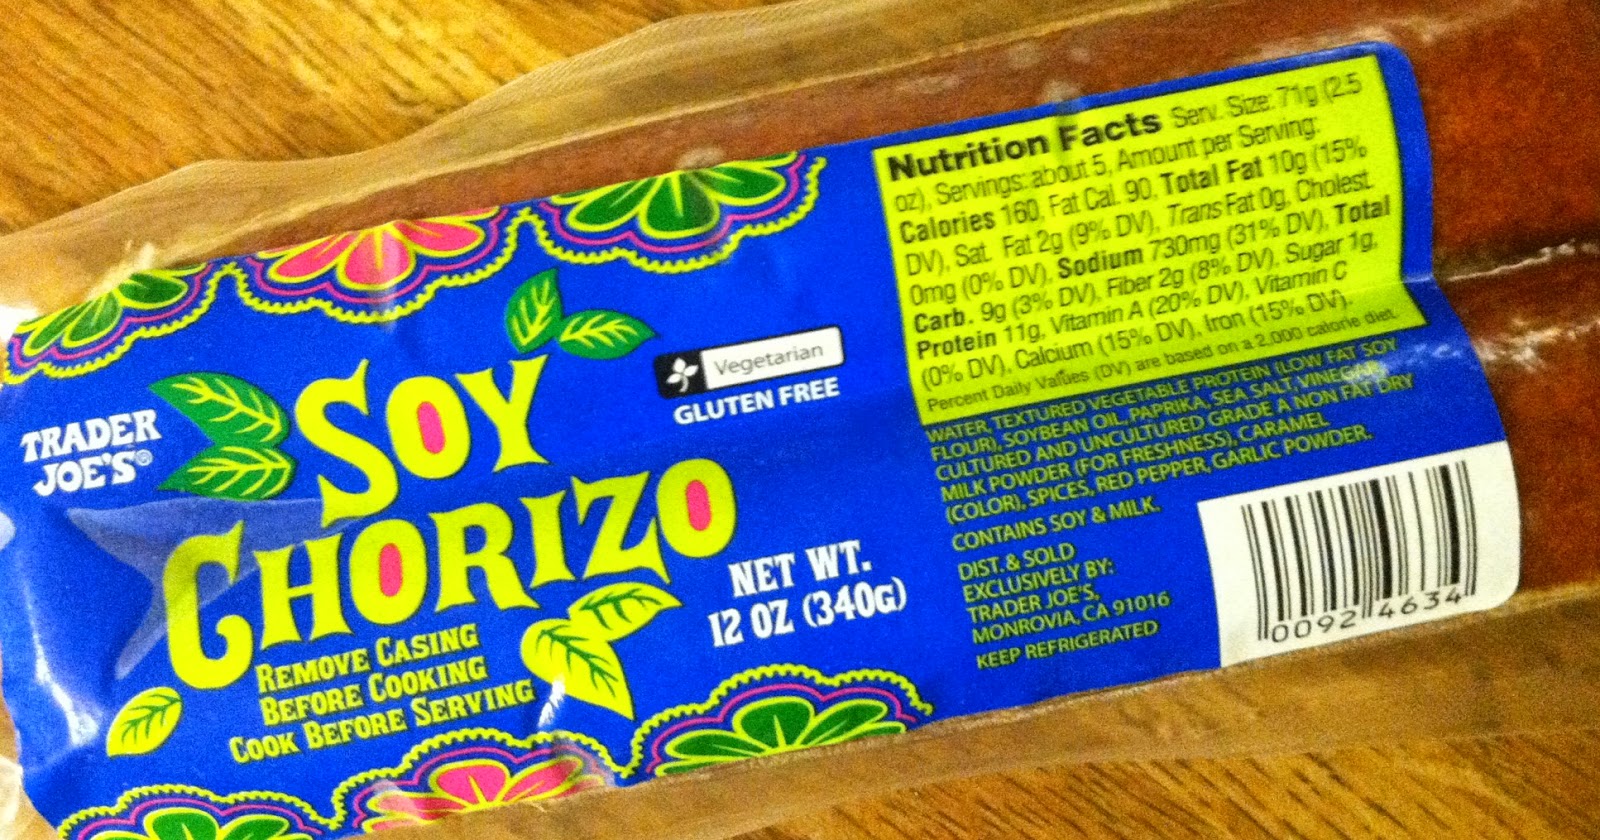 TRADER
JOE'S®
SOY
CHORIZO
REMOVE CASING
BEFORE COOKING
COOK BEFORE SERVING
Vegetarian
GLUTEN FREE
NET WT.
12 OZ (340G)
Nutrition Facts Serv. Size: 71g (2.5
oz), Servings: about 5, Amount per Serving:
Calories 160, Fat Cal. 90, Total Fat 10g (15%
DV), Sat. Fat 2g (9% DV), Trans Fat 0g, Cholest.
0mg (0% DV), Sodium 730mg (31% DV), Total
Carb. 9g (3% DV), Fiber 2g (8% DV), Sugar 1g,
Protein 11g, Vitamin A (20% DV), Vitamin C
(0% DV), Calcium (15% DV), Iron (15% DV).
Percent Daily Values (DV) are based on a 2,000 calorie diet.
WATER, TEXTURED VEGETABLE PROTEIN (LOW FAT SOY
FLOUR), SOYBEAN OIL, PAPRIKA, SEA SALT, VINEGAR,
CULTURED AND UNCULTURED GRADE A NON FAT DRY
MILK POWDER (FOR FRESHNESS), CARAMEL
(COLOR), SPICES, RED PEPPER, GARLIC POWDER.
CONTAINS SOY & MILK.
DIST. & SOLD
EXCLUSIVELY BY:
TRADER JOE'S,
MONROVIA, CA 91016
KEEP REFRIGERATED
0092 4634